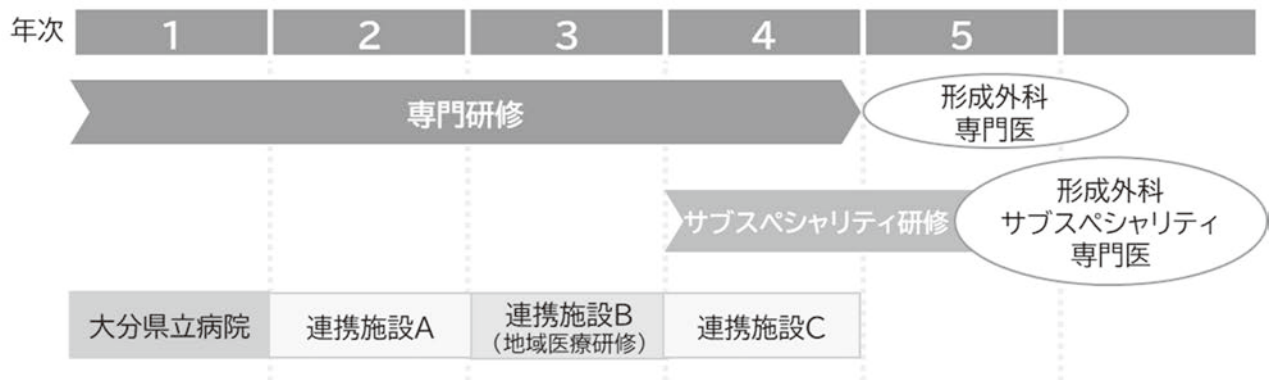 年次 1 2 3 4 5
専門研修
形成外科
専門医
サブスペシャリティ研修
形成外科
サブスペシャリティ
専門医
大分県立病院
連携施設A
連携施設B
（地域医療研修）
連携施設C